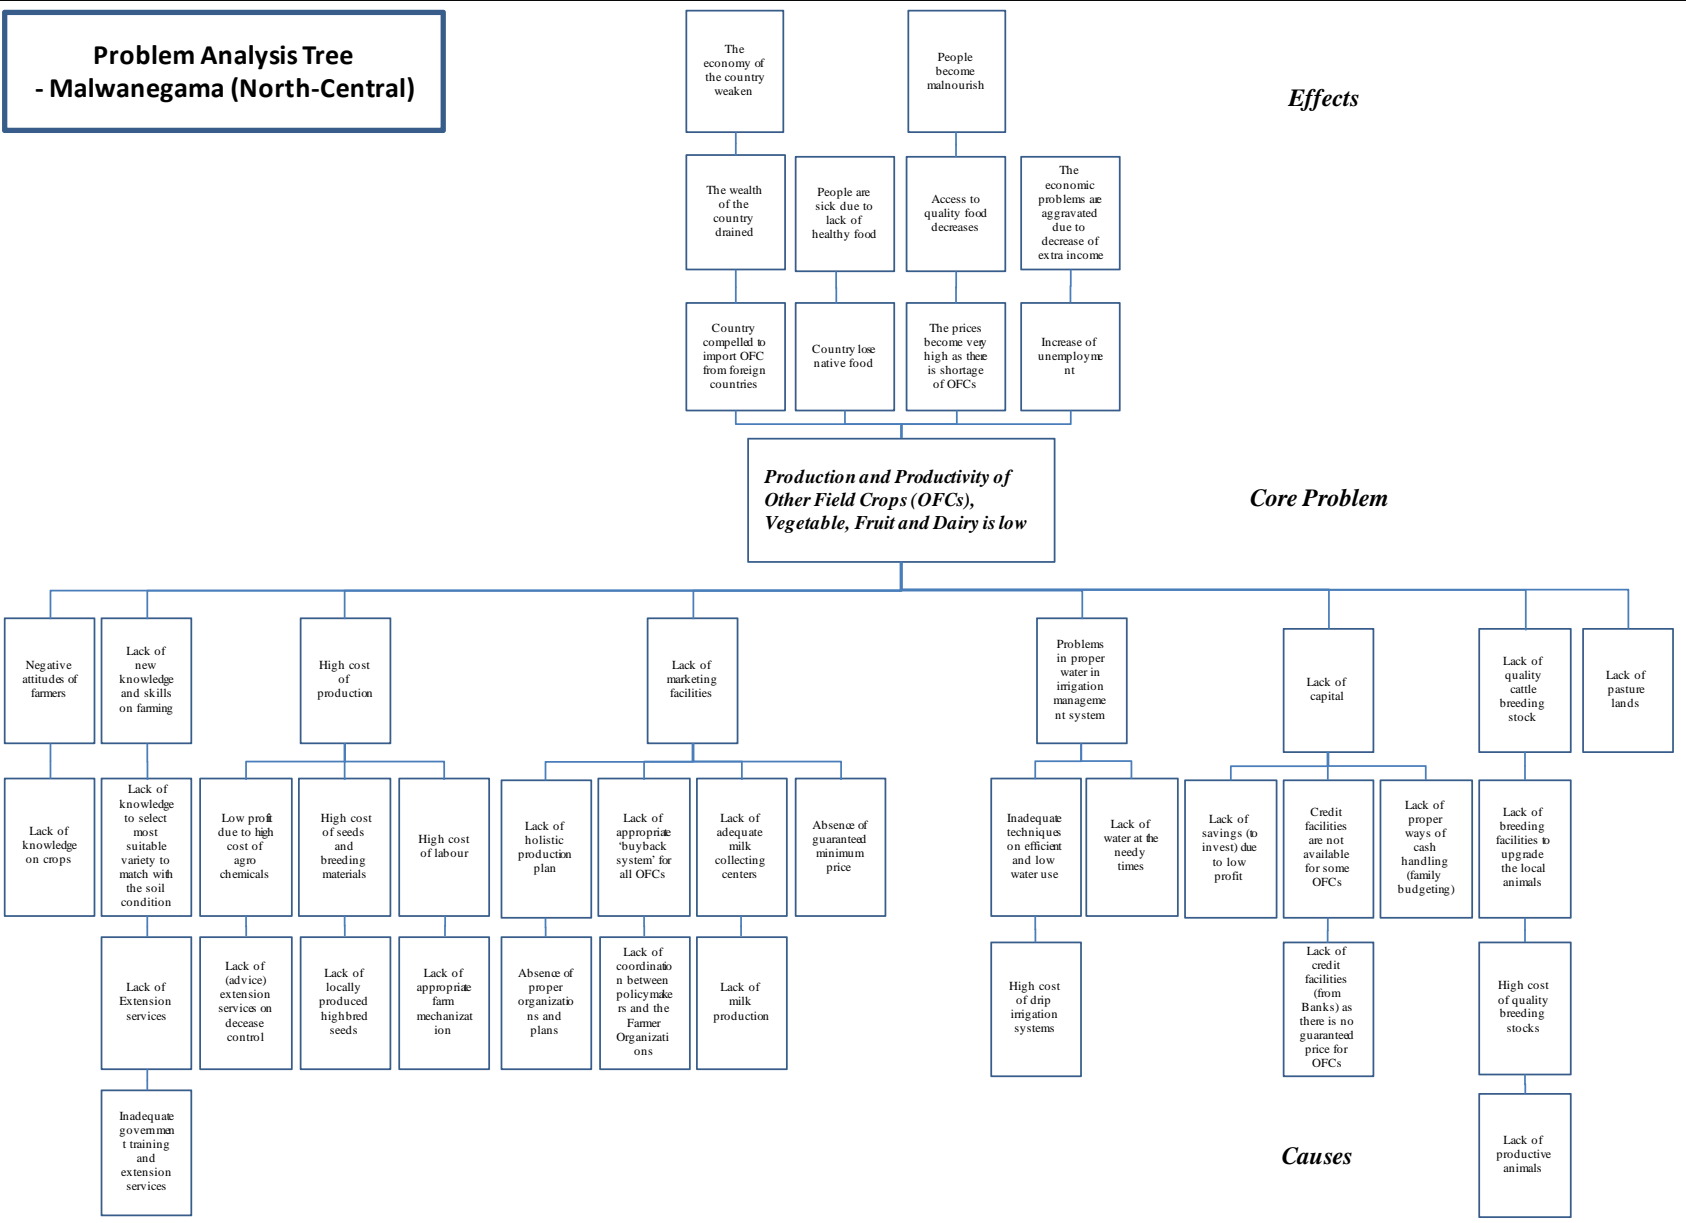 Problem Analysis Tree
- Malwanegama (North-Central)
The
economy of
the country
weaken
People
become
malnourish
Effects
The wealth
of the
country
drained
People are
sick due to
lack of
healthy food
Access to
quality food
decreases
The
economic
problems are
aggravated
due to
decrease of
extra income
Country
compelled to
import OFC
from foreign
countries
Country lose
native food
The prices
become very
high as there
is shortage
of OFCs
Increase of
unemployme
nt
Production and Productivity of
Other Field Crops (OFCs),
Vegetable, Fruit and Dairy is low
Core Problem
Negative
attitudes of
farmers
Lack of
new
knowledge
and skills
on farming
High cost
of
production
Lack of
marketing
facilities
Problems
in proper
water in
irrigation
manageme
nt system
Lack of
capital
Lack of
quality
cattle
breeding
stock
Lack of
pasture
lands
Lack of
knowledge
on crops
Lack of
knowledge
to select
most
suitable
variety to
match with
the soil
condition
Low profit
due to high
cost of
agro
chemicals
High cost
of seeds
and
breeding
materials
High cost
of labour
Lack of
holistic
production
plan
Lack of
appropriate
'buyback
system' for
all OFCs
Lack of
adequate
milk
collecting
centers
Absence of
guaranteed
minimum
price
Inadequate
techniques
on efficient
and low
water use
Lack of
water at the
needy
times
Lack of
savings (to
invest) due
to low
profit
Credit
facilities
are not
available
for some
OFCs
Lack of
proper
ways of
cash
handling
(family
budgeting)
Lack of
breeding
facilities to
upgrade
the local
animals
Lack of
Extension
services
Lack of
(advice)
extension
services on
decease
control
Lack of
locally
produced
highbred
seeds
Lack of
appropriate
farm
mechanizat
ion
Absence of
proper
organizatio
ns and
plans
Lack of
coordinatio
n between
policymake
rs and the
Farmer
Organizati
ons
Lack of
milk
production
High cost
of drip
irrigation
systems
Lack of
credit
facilities
(from
Banks) as
there is no
guaranteed
price for
OFCs
High cost
of quality
breeding
stocks
Inadequate
governmen
t training
and
extension
services
Causes
Lack of
productive
animals